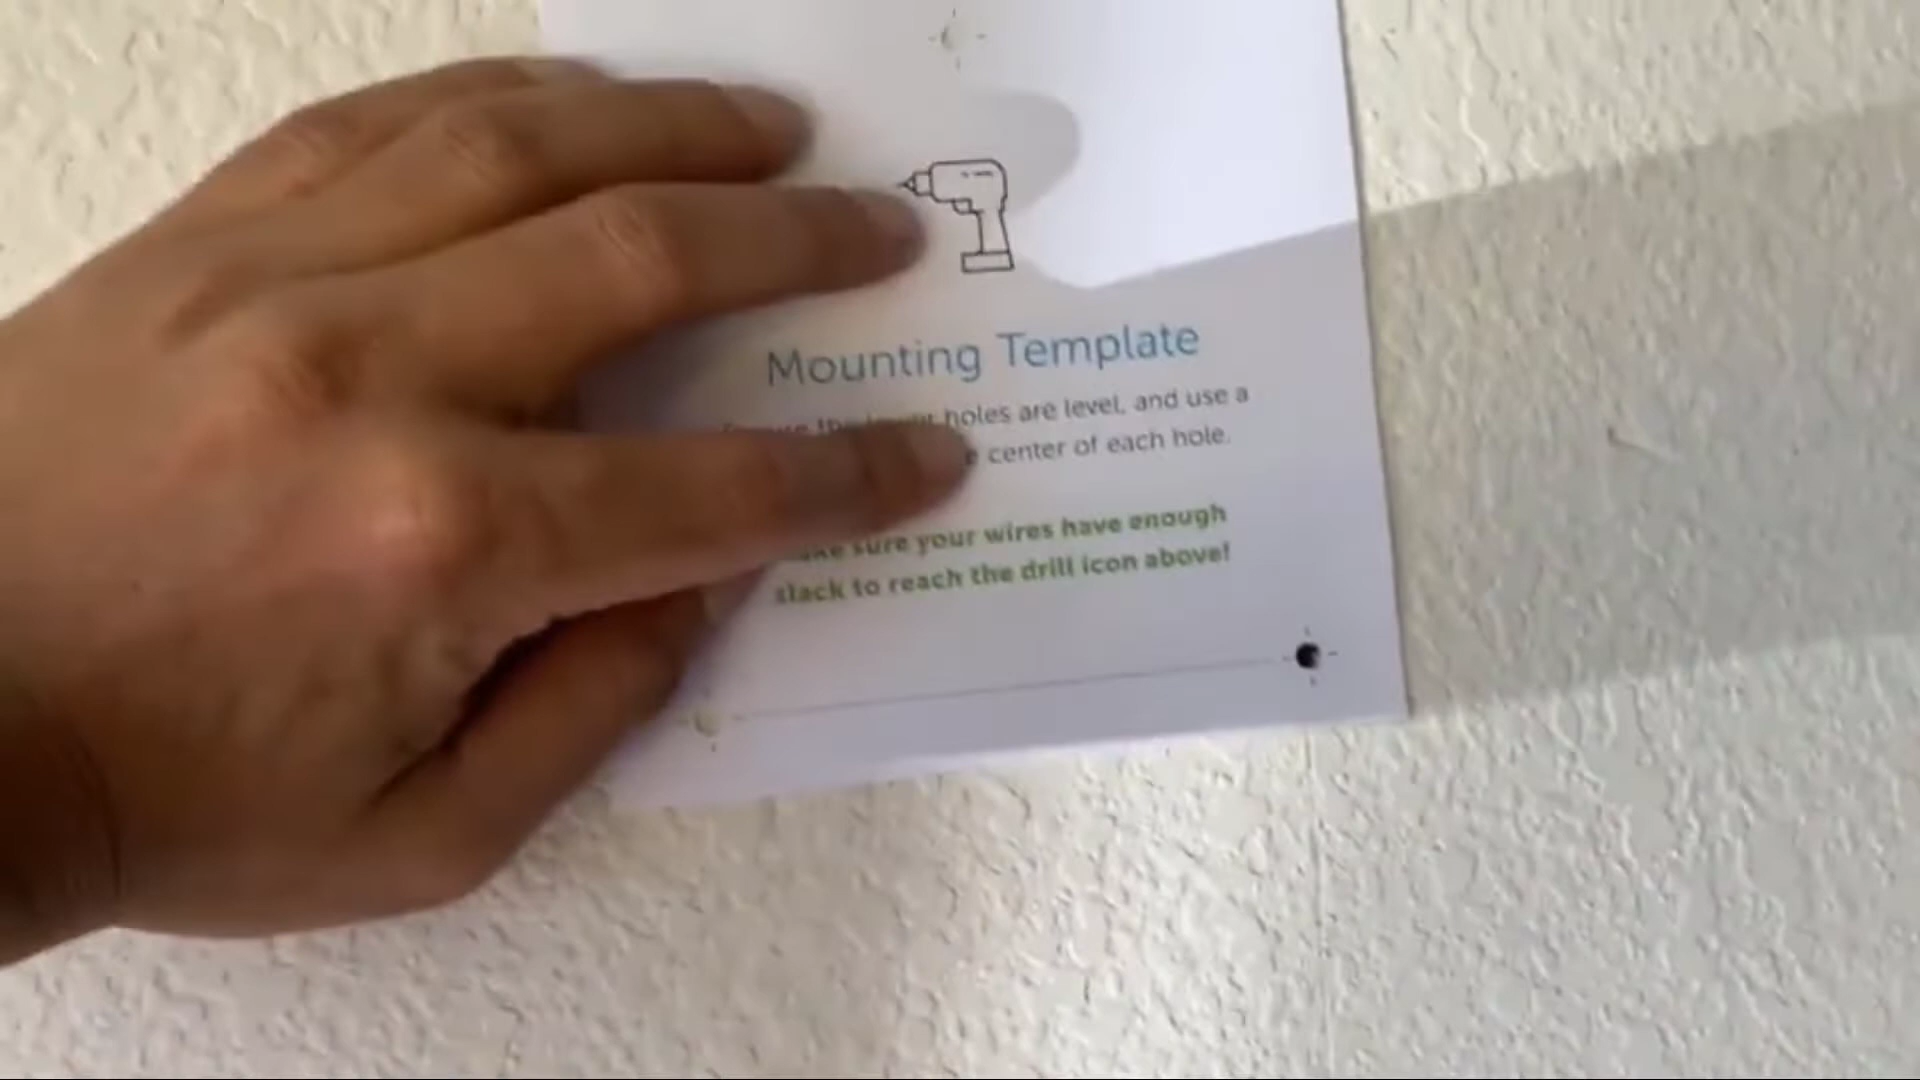 Mounting Template
holes are level, and use a
center of each hole.
sure your wires have enough
slack to reach the drill icon above!